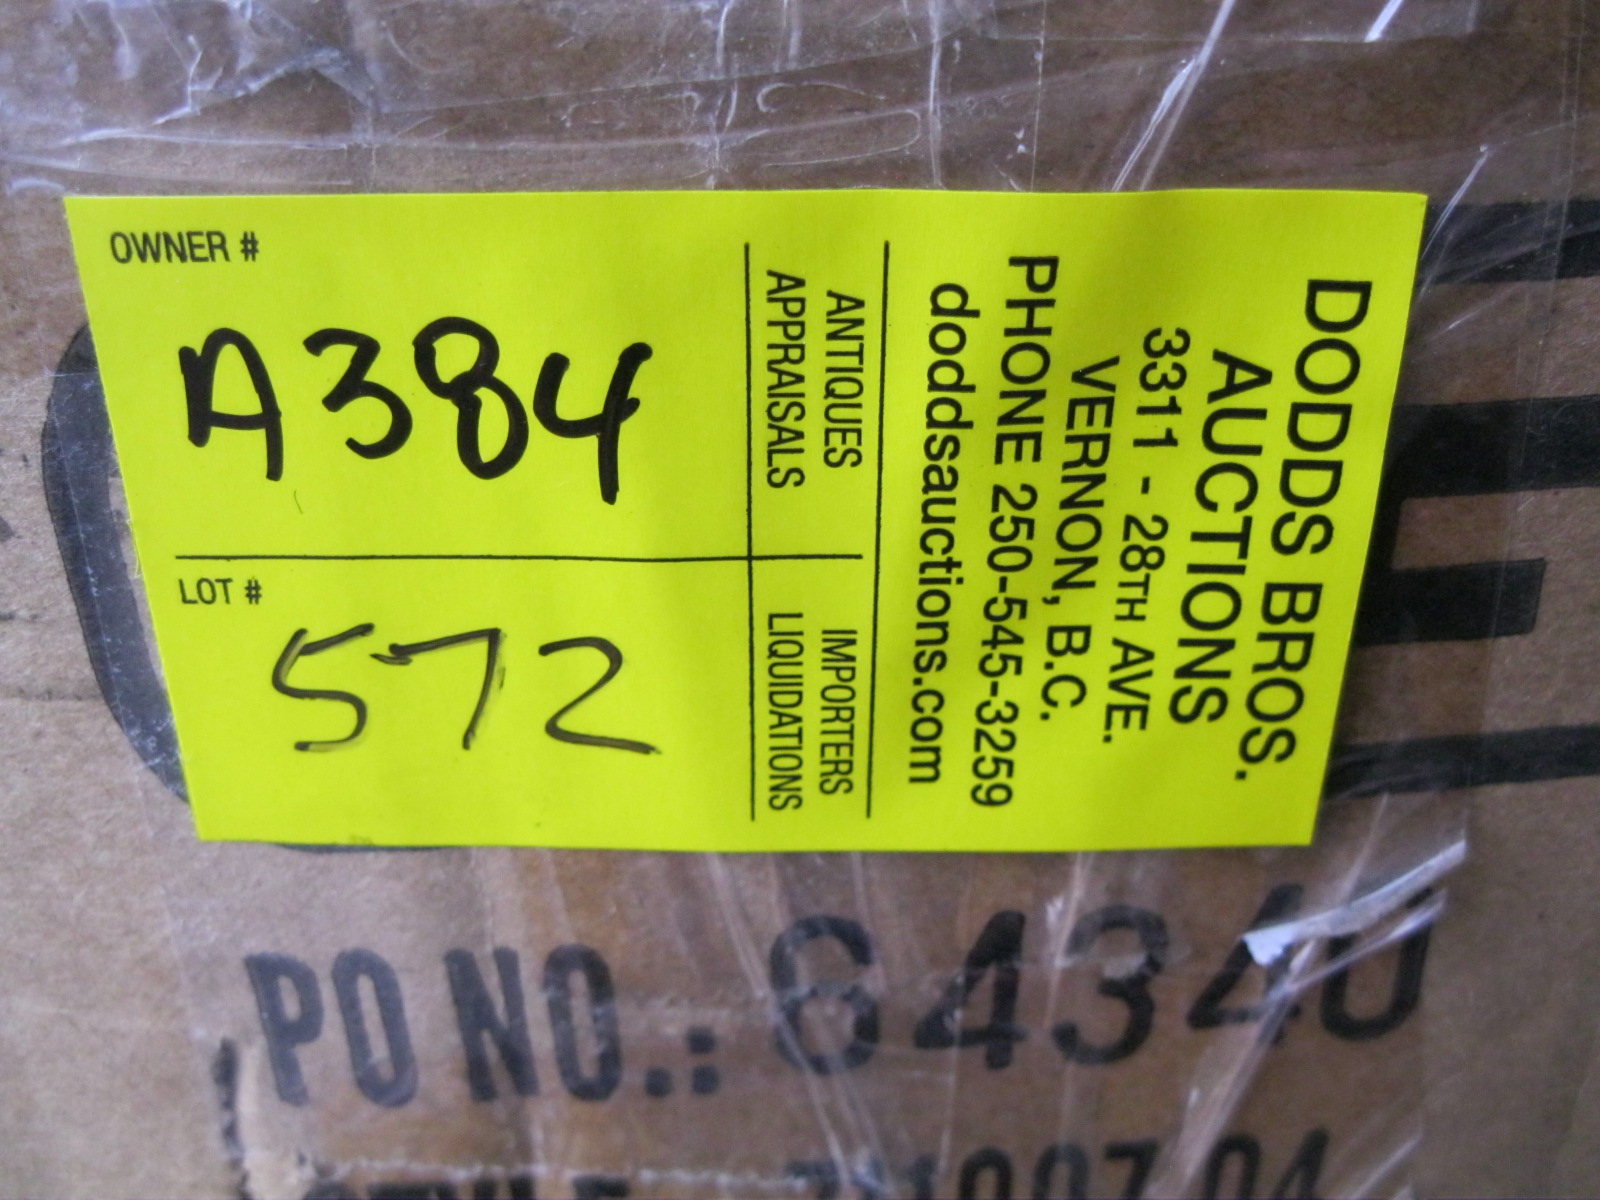 OWNER #
A384
LOT #
572
ANTIQUES
APPRAISALS
IMPORTERS
LIQUIDATIONS
DODDS BROS.
AUCTIONS
3311 - 28TH AVE.
VERNON, B.C.
PHONE 250-545-3259
doddsauctions.com
PO NO.: 64340